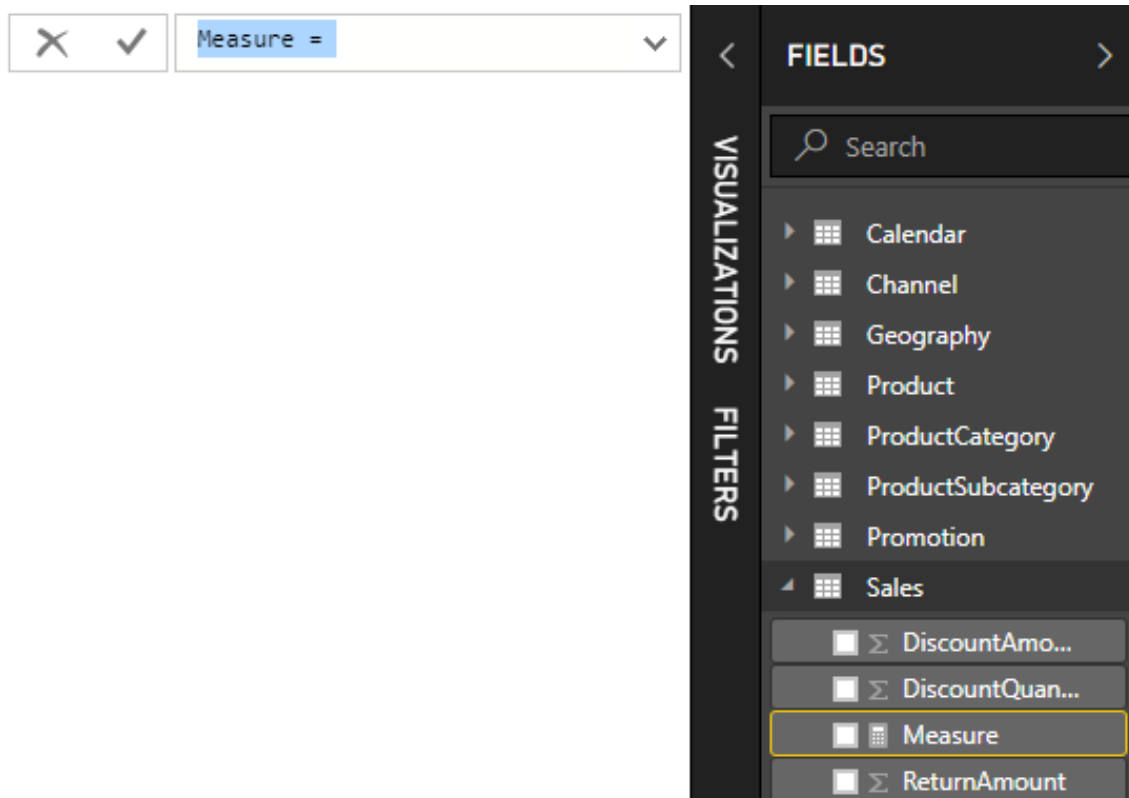 Measure =
FIELDS
Search
VISUALIZATIONS
FILTERS
Calendar
Channel
Geography
Product
ProductCategory
ProductSubcategory
Promotion
Sales
DiscountAmo...
DiscountQuan...
Measure
ReturnAmount